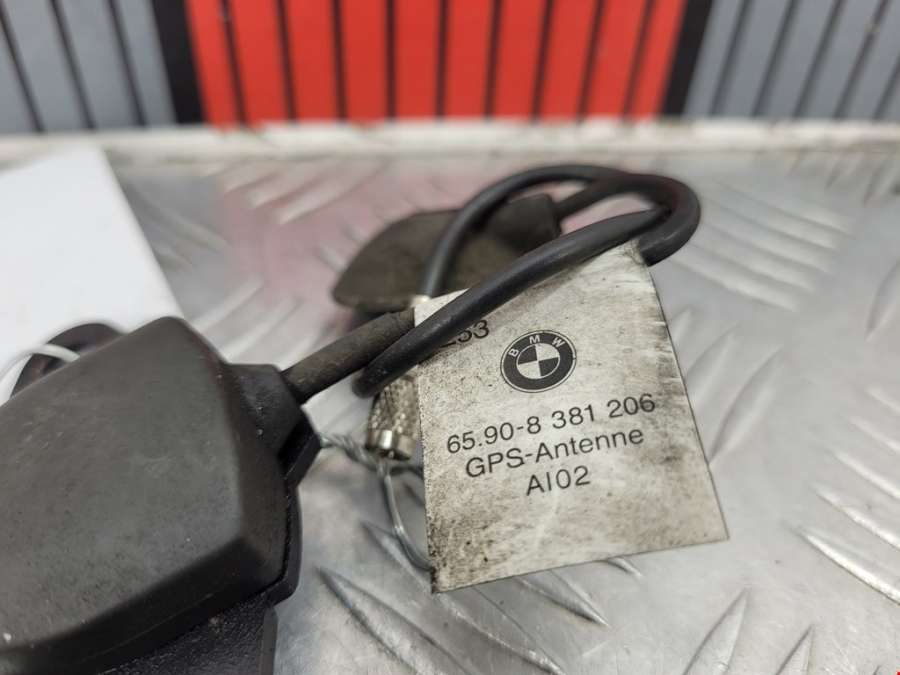 BMW
65.90-8 381 206
GPS-Antenne
AI02